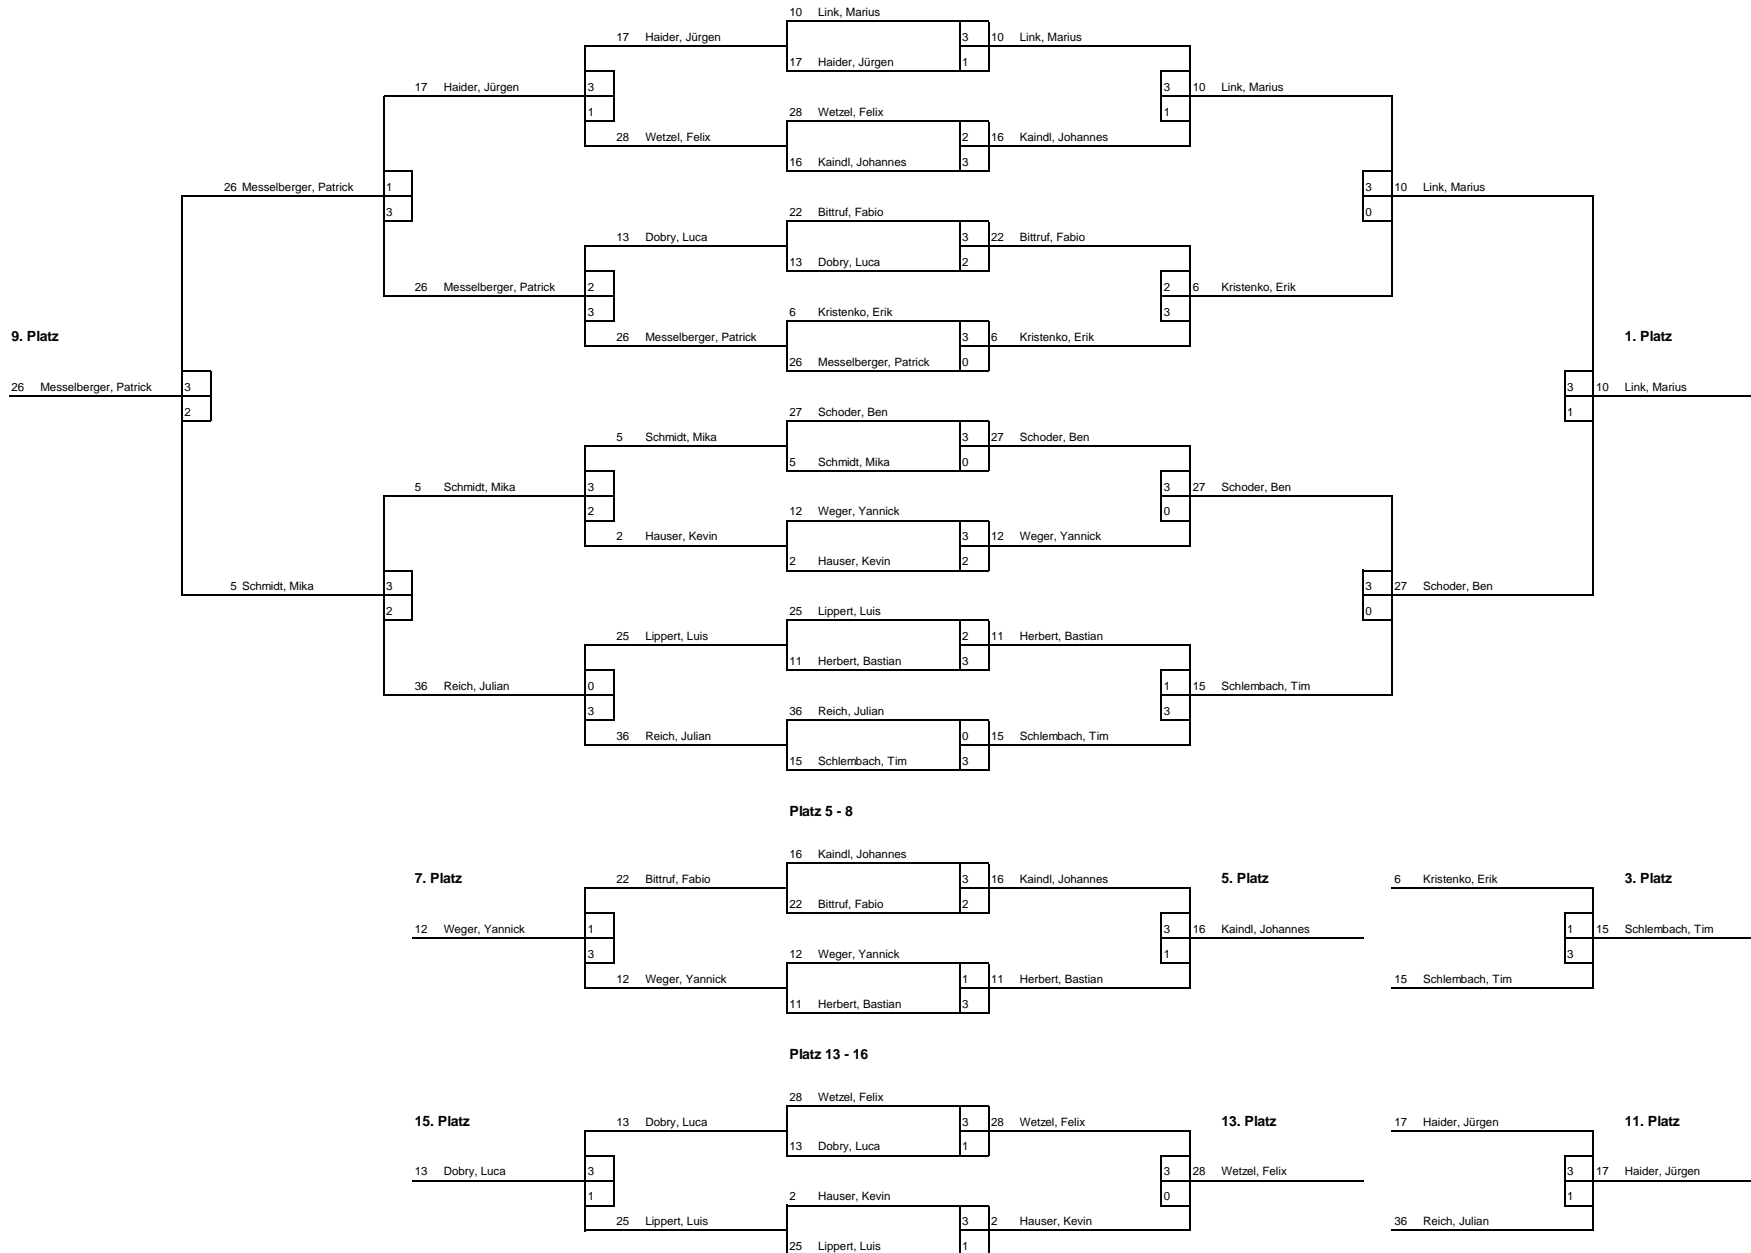 10 Link, Marius
17 Haider, Jürgen 3 10 Link, Marius
17 Haider, Jürgen 1
17 Haider, Jürgen 3 3 10 Link, Marius
1 1
28 Wetzel, Felix
28 Wetzel, Felix 2 16 Kaindl, Johannes
16 Kaindl, Johannes 3
26 Messelberger, Patrick 1 3 10 Link, Marius
3 0
22 Bittruf, Fabio
13 Dobry, Luca 3 22 Bittruf, Fabio
13 Dobry, Luca 2
26 Messelberger, Patrick 2 2 6 Kristenko, Erik
3 3
6 Kristenko, Erik
9. Platz 26 Messelberger, Patrick 3 6 Kristenko, Erik 1. Platz
26 Messelberger, Patrick 0
26 Messelberger, Patrick 3 3 10 Link, Marius
2 1
27 Schoder, Ben
5 Schmidt, Mika 3 27 Schoder, Ben
5 Schmidt, Mika 0
5 Schmidt, Mika 3 3 27 Schoder, Ben
2 0
12 Weger, Yannick
2 Hauser, Kevin 3 12 Weger, Yannick
2 Hauser, Kevin 2
5 Schmidt, Mika 3 3 27 Schoder, Ben
2 0
25 Lippert, Luis
25 Lippert, Luis 2 11 Herbert, Bastian
11 Herbert, Bastian 3
36 Reich, Julian 0 1 15 Schlembach, Tim
3 3
36 Reich, Julian
36 Reich, Julian 0 15 Schlembach, Tim
15 Schlembach, Tim 3
Platz 5 - 8
16 Kaindl, Johannes
7. Platz 22 Bittruf, Fabio 3 16 Kaindl, Johannes 5. Platz 6 Kristenko, Erik 3. Platz
22 Bittruf, Fabio 2
12 Weger, Yannick 1 3 16 Kaindl, Johannes 1 15 Schlembach, Tim
3 12 Weger, Yannick 1 3
12 Weger, Yannick 1 11 Herbert, Bastian 15 Schlembach, Tim
11 Herbert, Bastian 3
Platz 13 - 16
28 Wetzel, Felix
15. Platz 13 Dobry, Luca 3 28 Wetzel, Felix 13. Platz 17 Haider, Jürgen 11. Platz
13 Dobry, Luca 1
13 Dobry, Luca 3 3 28 Wetzel, Felix 3 17 Haider, Jürgen
1 2 Hauser, Kevin 0 1
25 Lippert, Luis 3 2 Hauser, Kevin 36 Reich, Julian
25 Lippert, Luis 1